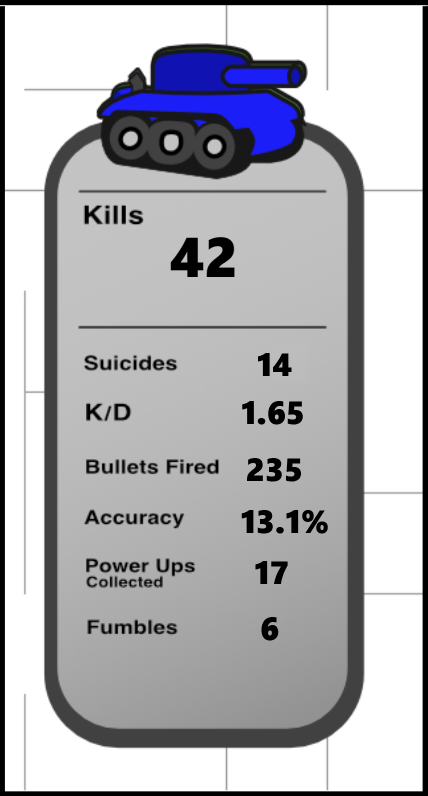 Kills
42
Suicides 14
K/D 1.65
Bullets Fired 235
Accuracy 13.1%
Power Ups 17
Collected
Fumbles 6